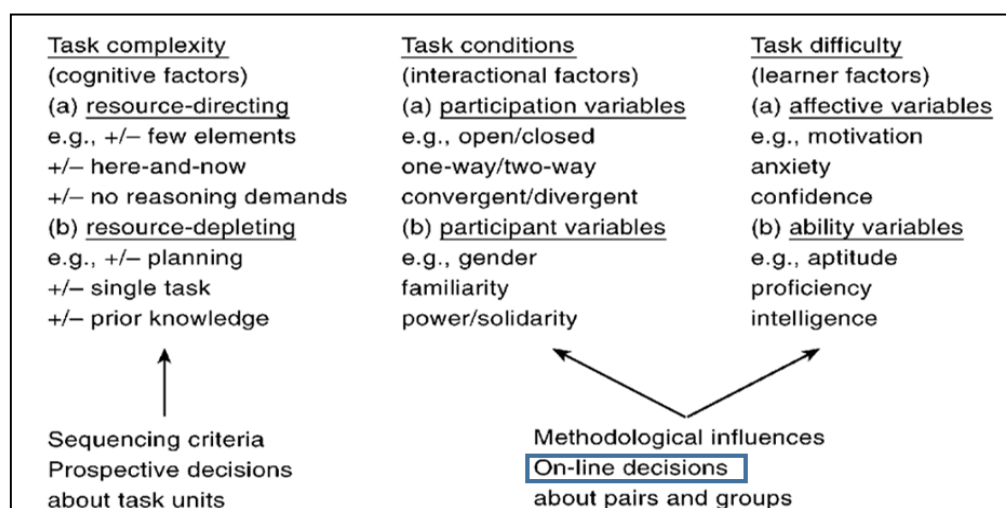 Task complexity
(cognitive factors)
(a) resource-directing
e.g., +/– few elements
+/– here-and-now
+/– no reasoning demands
(b) resource-depleting
e.g., +/– planning
+/– single task
+/– prior knowledge
Sequencing criteria
Prospective decisions
about task units
Task conditions
(interactional factors)
(a) participation variables
e.g., open/closed
one-way/two-way
convergent/divergent
(b) participant variables
e.g., gender
familiarity
power/solidarity
Task difficulty
(learner factors)
(a) affective variables
e.g., motivation
anxiety
confidence
(b) ability variables
e.g., aptitude
proficiency
intelligence
Methodological influences
On-line decisions
about pairs and groups